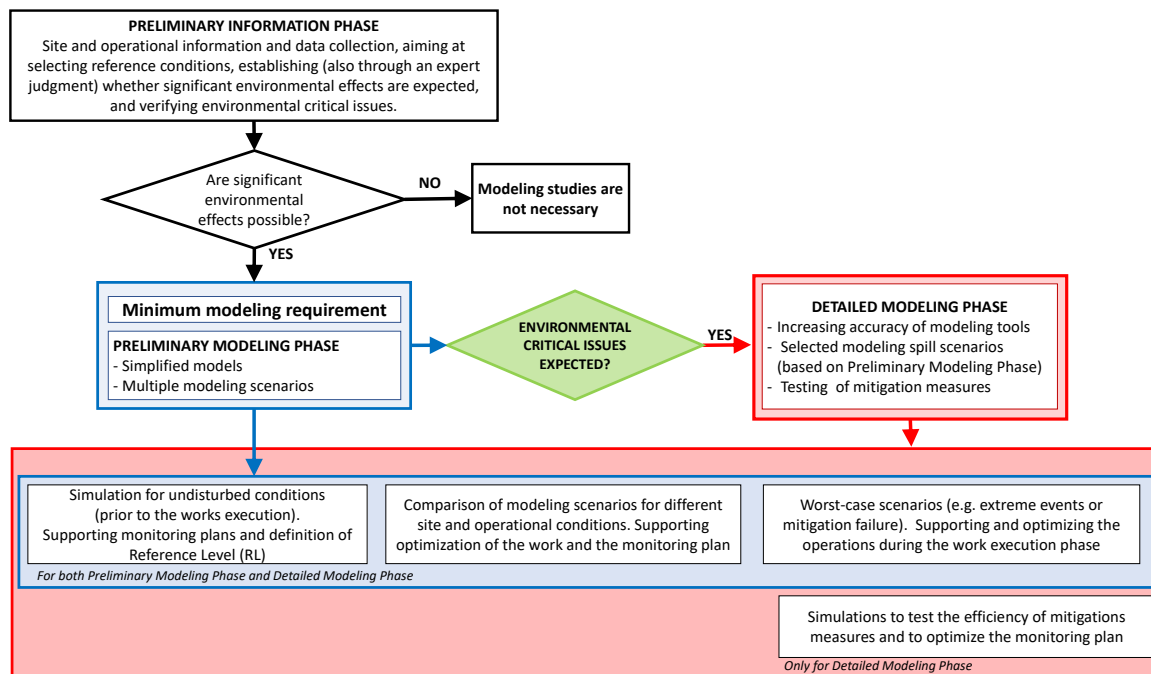 PRELIMINARY INFORMATION PHASE
Site and operational information and data collection, aiming at
selecting reference conditions, establishing (also through an expert
judgment) whether significant environmental effects are expected,
and verifying environmental critical issues.
Are significant
environmental
effects possible?
NO
Modeling studies are
not necessary
YES
Minimum modeling requirement
PRELIMINARY MODELING PHASE
- Simplified models
- Multiple modeling scenarios
ENVIRONMENTAL
CRITICAL ISSUES
EXPECTED?
YES
DETAILED MODELING PHASE
- Increasing accuracy of modeling tools
- Selected modeling spill scenarios
(based on Preliminary Modeling Phase)
- Testing of mitigation measures
Simulation for undisturbed conditions
(prior to the works execution).
Supporting monitoring plans and definition of
Reference Level (RL)
Comparison of modeling scenarios for different
site and operational conditions. Supporting
optimization of the work and the monitoring plan
Worst-case scenarios (e.g. extreme events or
mitigation failure). Supporting and optimizing the
operations during the work execution phase
For both Preliminary Modeling Phase and Detailed Modeling Phase
Simulations to test the efficiency of mitigations
measures and to optimize the monitoring plan
Only for Detailed Modeling Phase